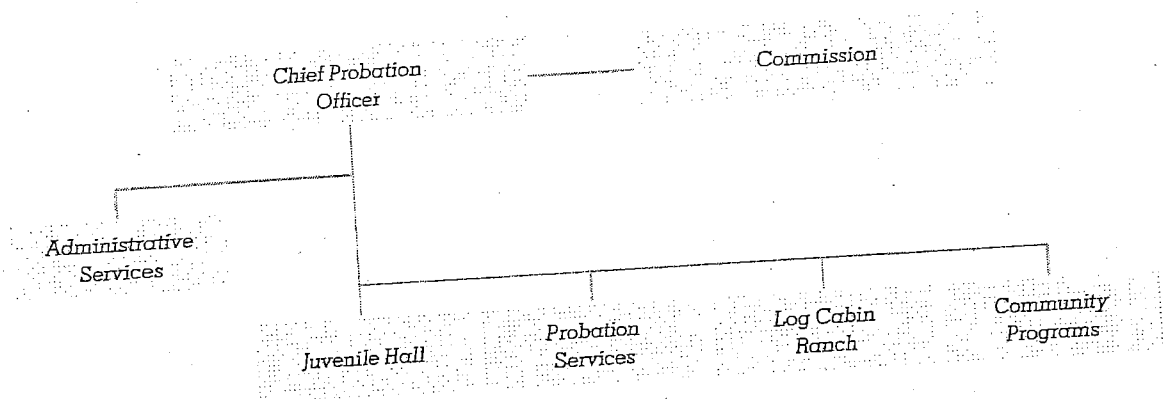 Chief Probation
Officer
Commission
Administrative
Services
Juvenile Hall
Probation
Services
Log Cabin
Ranch
Community
Programs